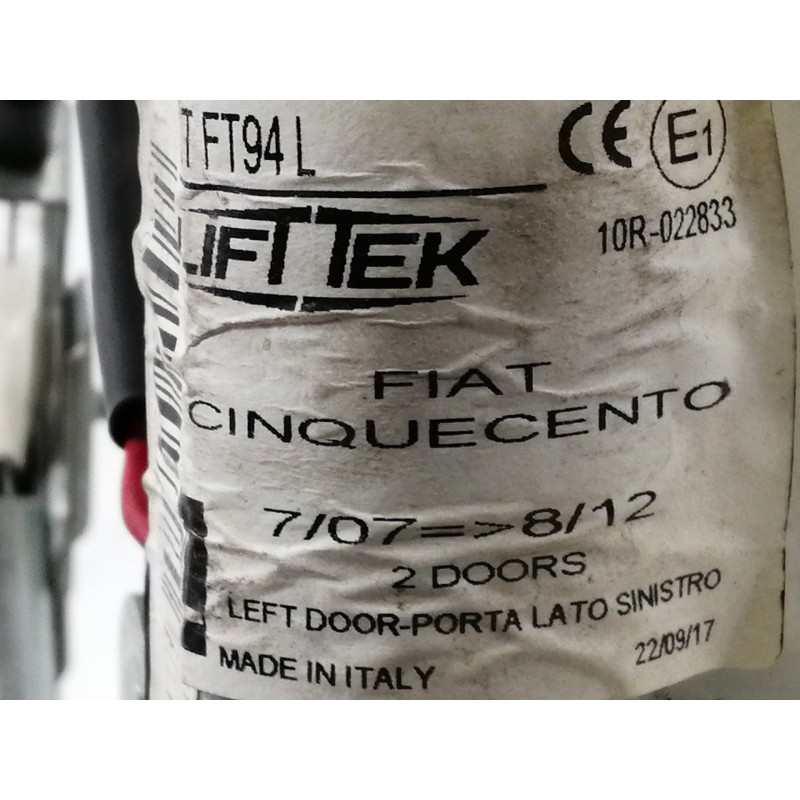 T FT94 L
CE E1
LIFT TEK
10R-022833
FIAT
CINQUECENTO
7/07=>8/12
2 DOORS
LEFT DOOR-PORTA LATO SINISTRO
22/09/17
MADE IN ITALY